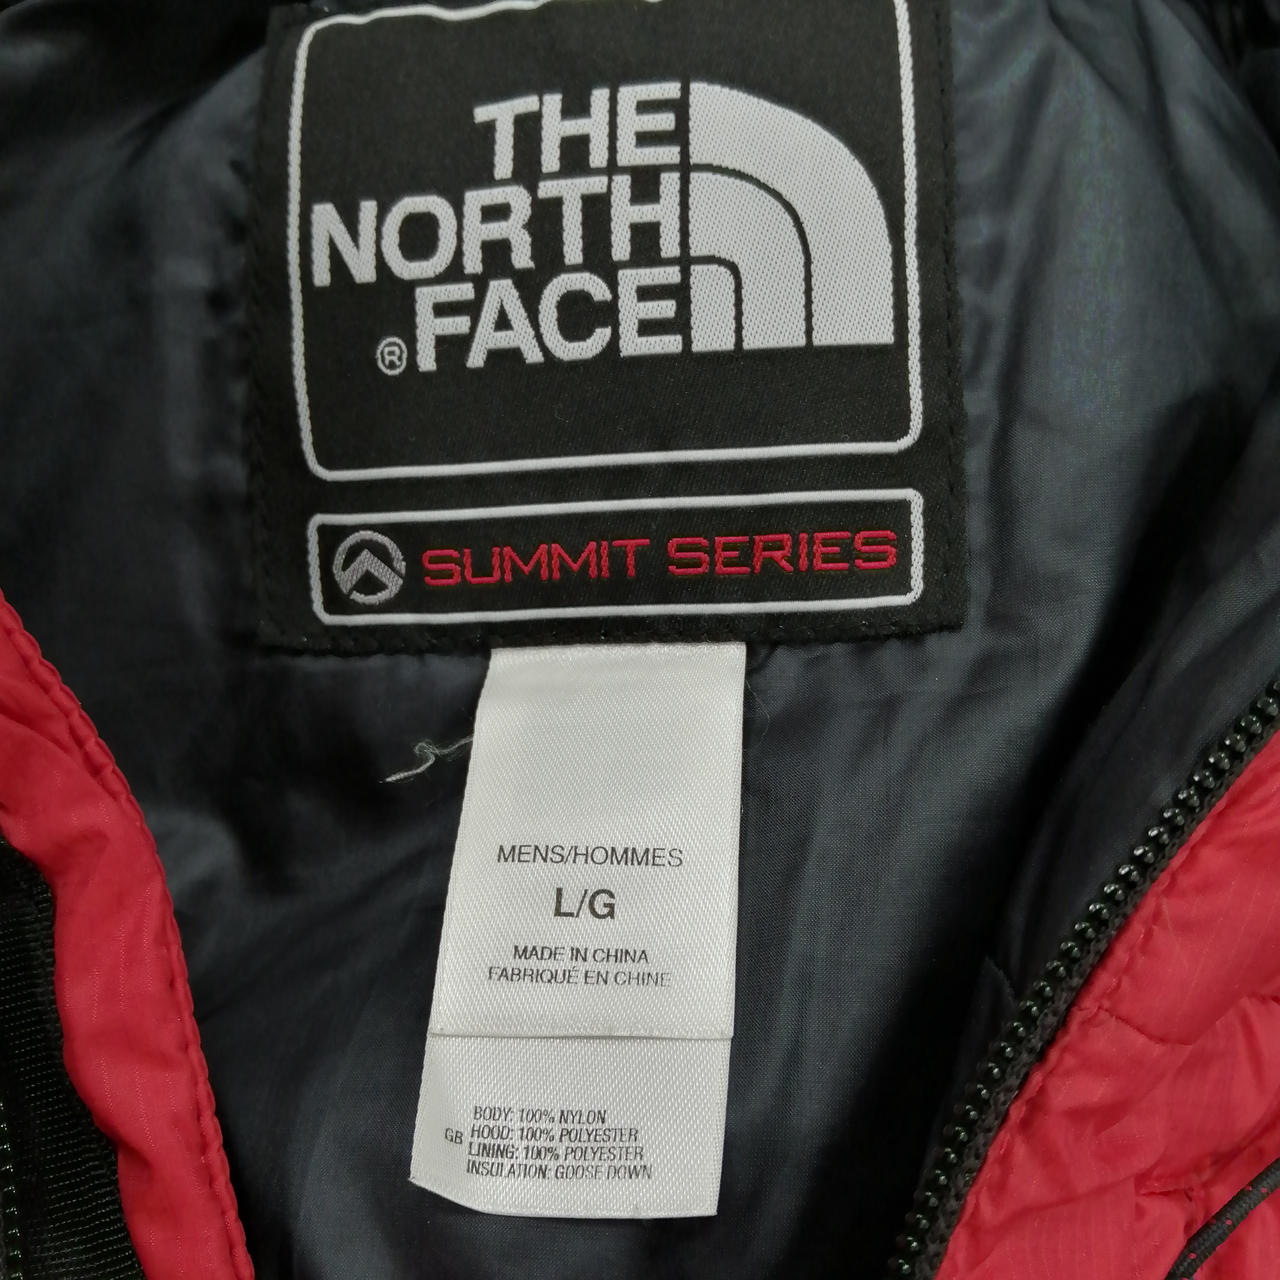 THE
NORTH
®FACE
SUMMIT SERIES
MENS/HOMMES
L/G
MADE IN CHINA
FABRIQUÉ EN CHINE
BODY: 100% NYLON
GB HOOD: 100% POLYESTER
LINING: 100% POLYESTER
INSULATION: GOOSE DOWN